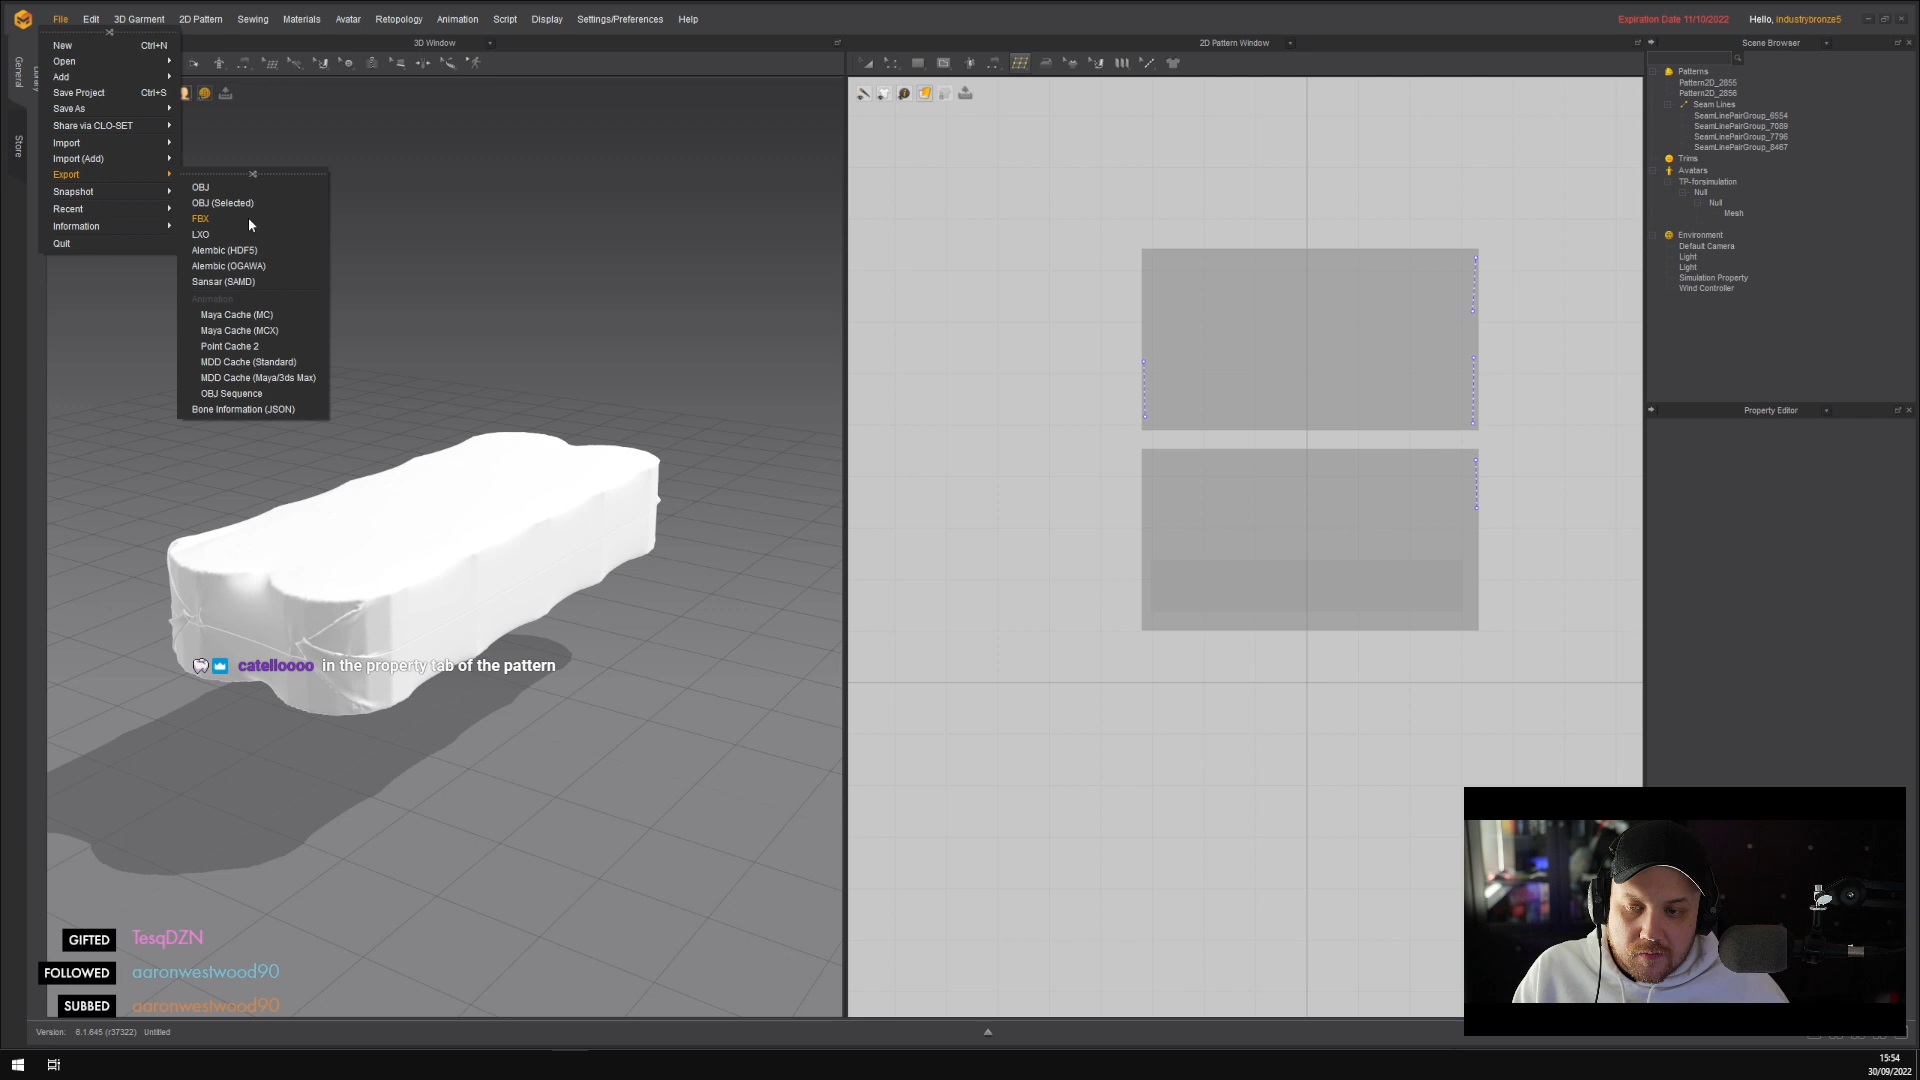 File Edit 3D Garment 2D Pattern Sewing Materials Avatar Retopology Animation Script Display Settings/Preferences Help
Expiration Date 11/10/2022 Hello, industrybronze5
3D Window
2D Pattern Window
Scene Browser
General
Store
New Ctrl+N
Open
Add
Save Project Ctrl+S
Save As
Share via CLO-SET
Import
Import (Add)
Export
Snapshot
Recent
Information
Quit
OBJ
OBJ (Selected)
FBX
LXO
Alembic (HDF5)
Alembic (OGAWA)
Sansar (SAMD)
Animation
Maya Cache (MC)
Maya Cache (MCX)
Point Cache 2
MDD Cache (Standard)
MDD Cache (Maya/3ds Max)
OBJ Sequence
Bone Information (JSON)
Patterns
Pattern2D_2855
Pattern2D_2856
Seam Lines
SeamLinePairGroup_6554
SeamLinePairGroup_7089
SeamLinePairGroup_7796
SeamLinePairGroup_8467
Trims
Avatars
TP-forsimulation
Null
Null
Mesh
Environment
Default Camera
Light
Light
Simulation Property
Wind Controller
Property Editor
catelloooo in the property tab of the pattern
GIFTED TesqDZN
FOLLOWED aaronwestwood90
SUBBED aaronwestwood90
Version: 6.1.645 (r37322) Untitled
15:54
30/09/2022